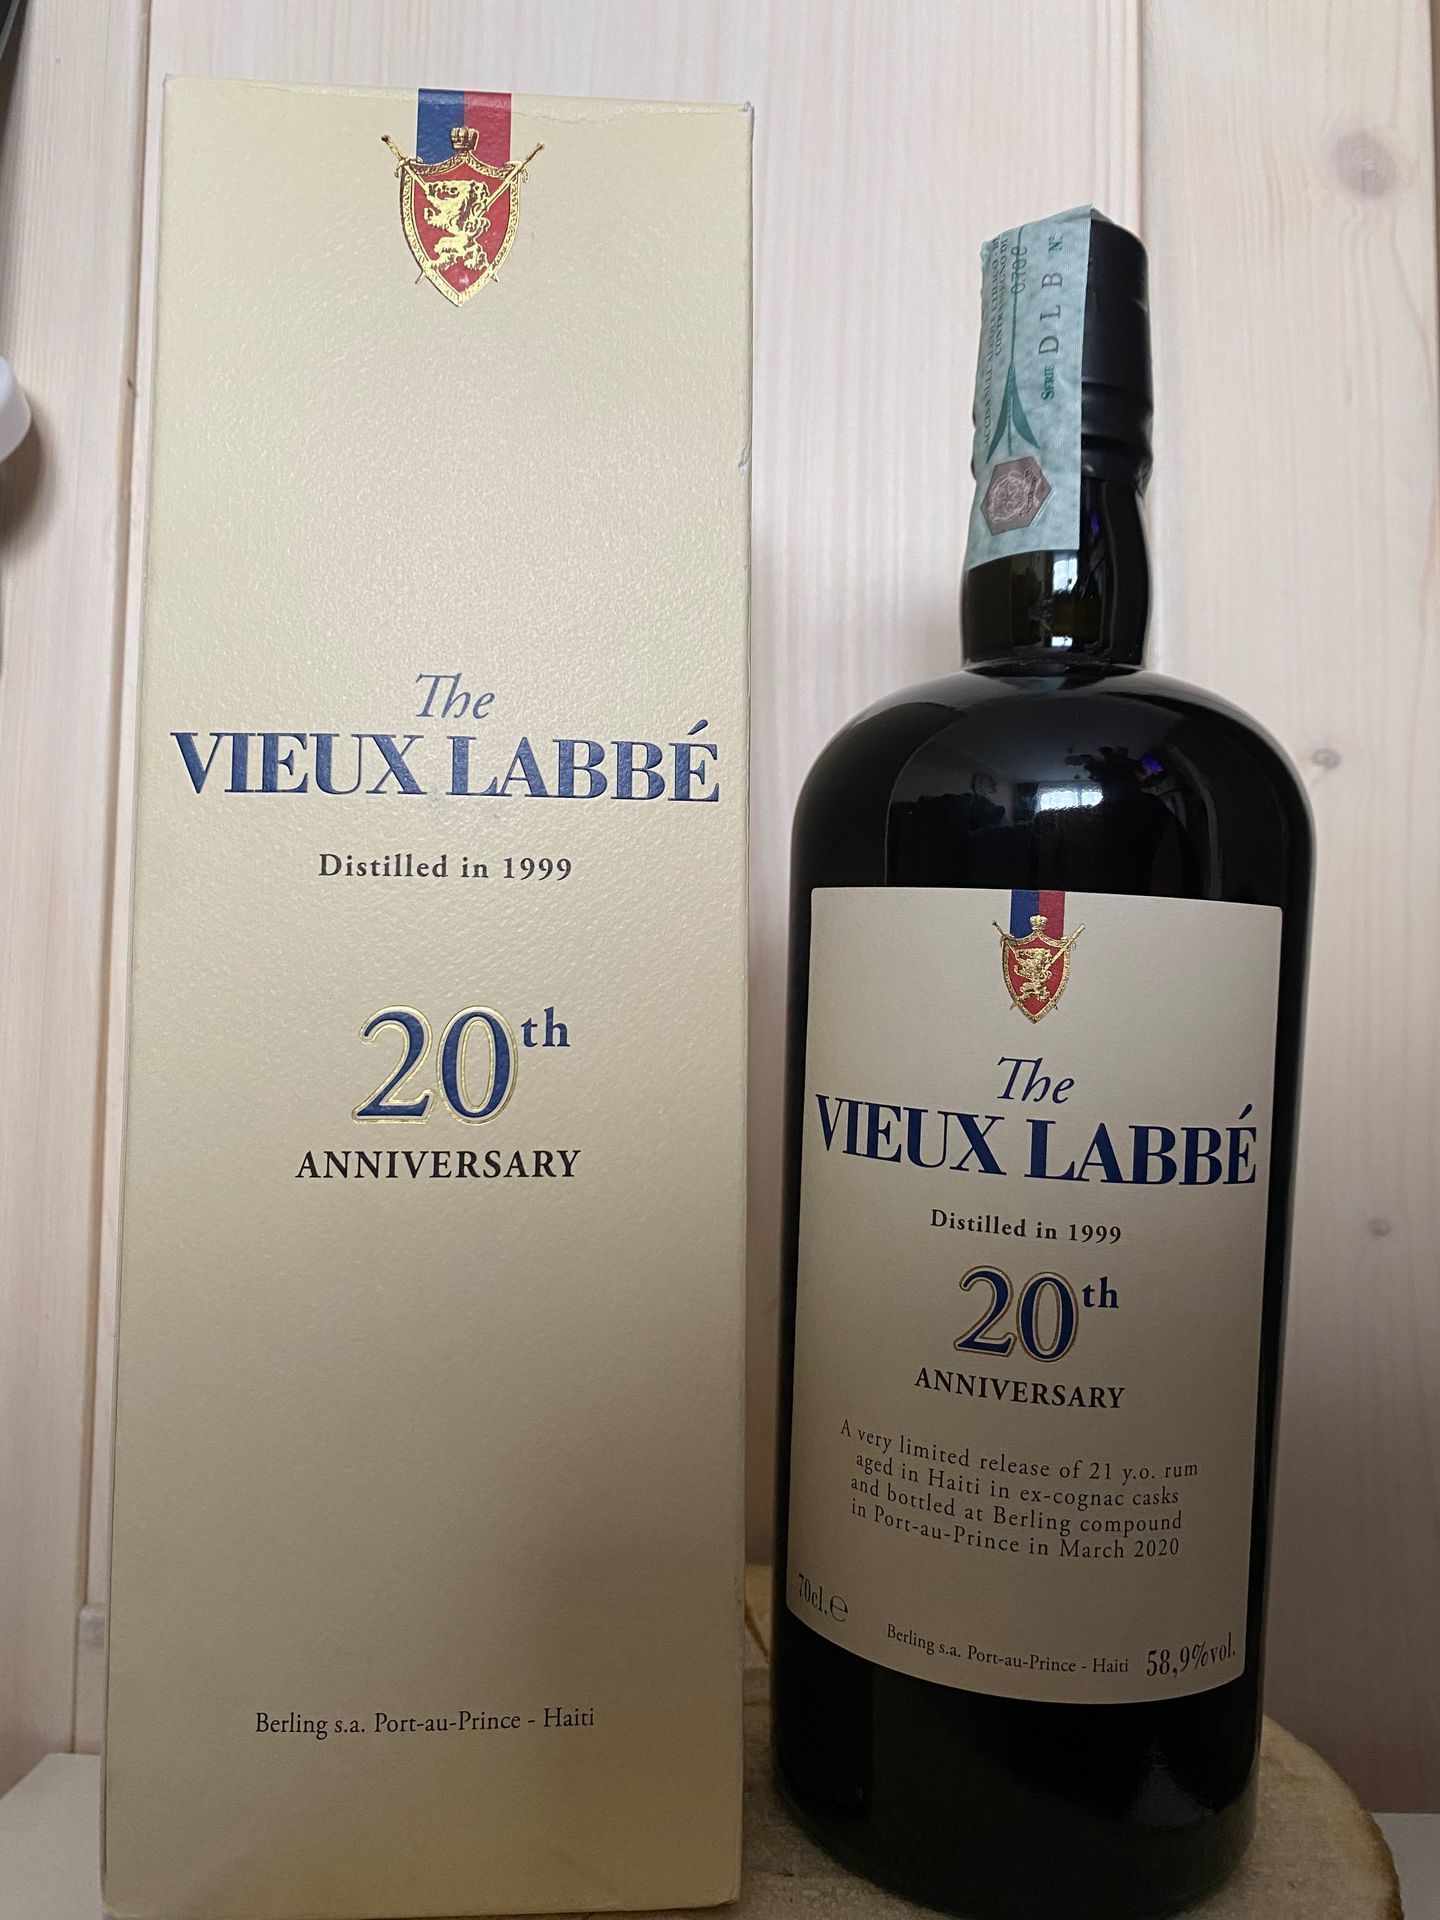 The
VIEUX LABBÉ
Distilled in 1999
20th
ANNIVERSARY
Berling s.a. Port-au-Prince - Haiti
0,70 ℓ
SERIE D L B N°
The
VIEUX LABBÉ
Distilled in 1999
20th
ANNIVERSARY
A very limited release of 21 y.o. rum
aged in Haiti in ex-cognac casks
and bottled at Berling compound
in Port-au-Prince in March 2020
70cl.℮
Berling s.a. Port-au-Prince - Haiti
58,9%vol.